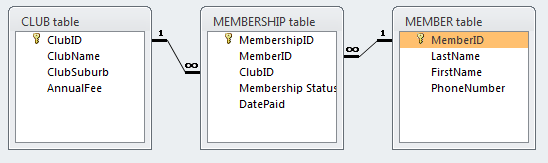 CLUB table
ClubID
ClubName
ClubSuburb
AnnualFee
1
∞
MEMBERSHIP table
MembershipID
MemberID
ClubID
Membership Status
DatePaid
∞
1
MEMBER table
MemberID
LastName
FirstName
PhoneNumber